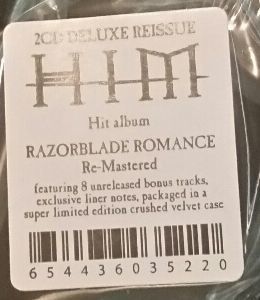 2CD DELUXE REISSUE
HIM
Hit album
RAZORBLADE ROMANCE
Re-Mastered
featuring 8 unreleased bonus tracks,
exclusive liner notes, packaged in a
super limited edition crushed velvet case
6 5 4 4 3 6 0 3 5 2 2 0